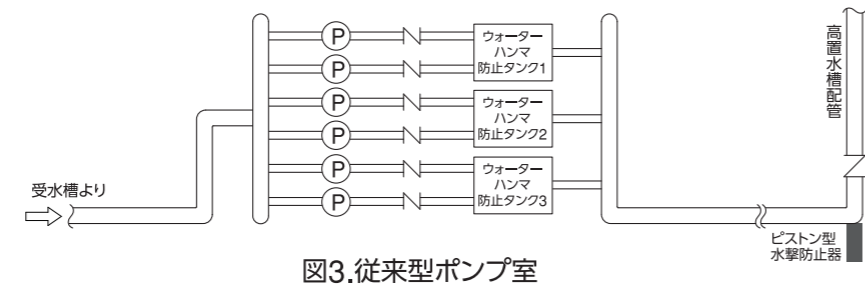 P
ウォーター
ハンマ
防止タンク1
P
P
ウォーター
ハンマ
防止タンク2
P
P
ウォーター
ハンマ
防止タンク3
P
高置水槽配管
受水槽より
ピストン型
水撃防止器
図3.従来型ポンプ室